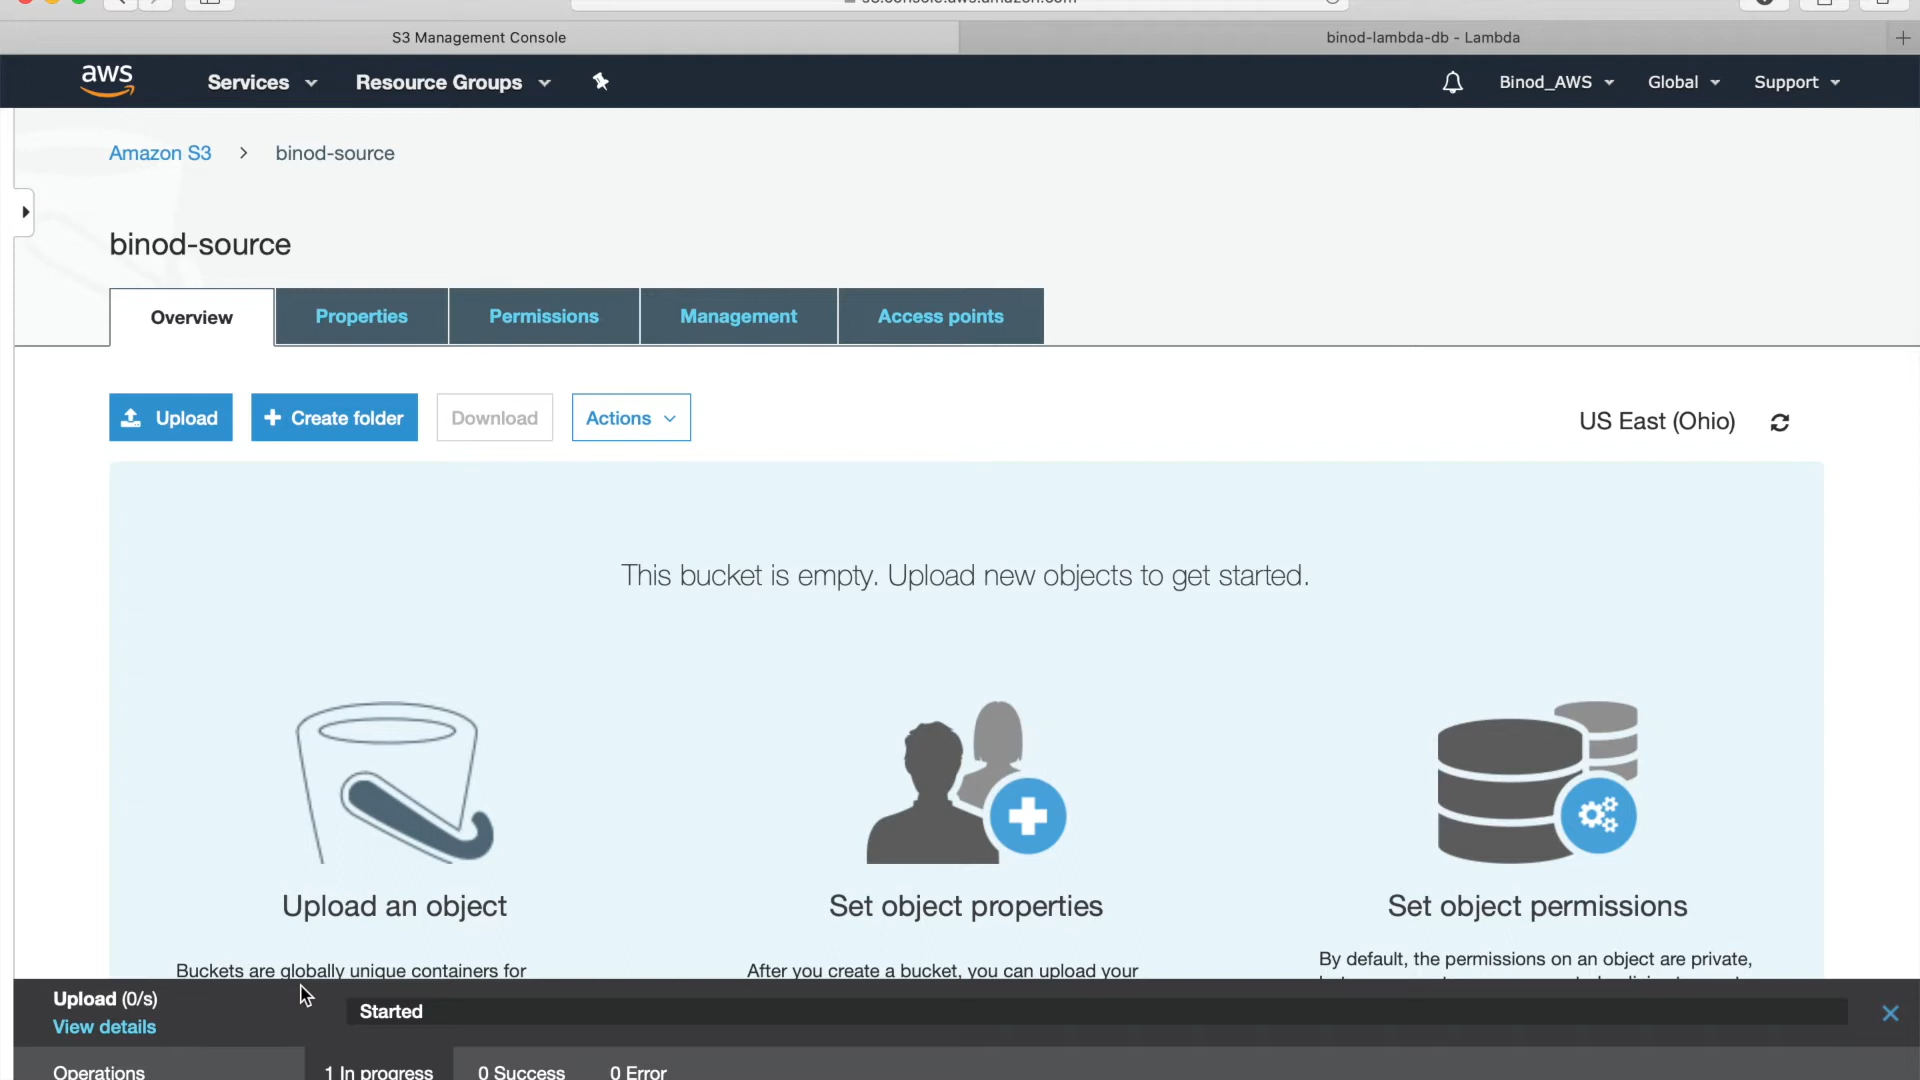 S3 Management Console
binod-lambda-db - Lambda
aws
Services
Resource Groups
Binod_AWS
Global
Support
Amazon S3
binod-source
binod-source
Overview
Properties
Permissions
Management
Access points
Upload
Create folder
Download
Actions
US East (Ohio)
This bucket is empty. Upload new objects to get started.
Upload an object
Set object properties
Set object permissions
Buckets are globally unique containers for
After you create a bucket, you can upload your
By default, the permissions on an object are private,
Upload (0/s)
Started
View details
Operations
1 In progress
0 Success
0 Error